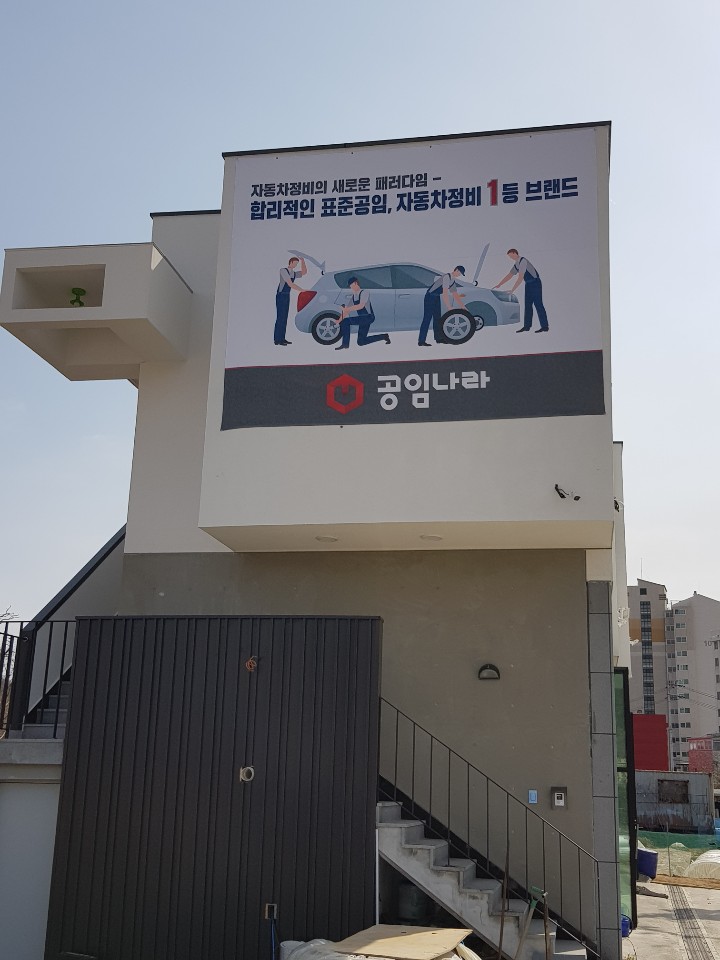 자동차정비의 새로운 패러다임 –
합리적인 표준공임, 자동차정비 1등 브랜드
공임나라